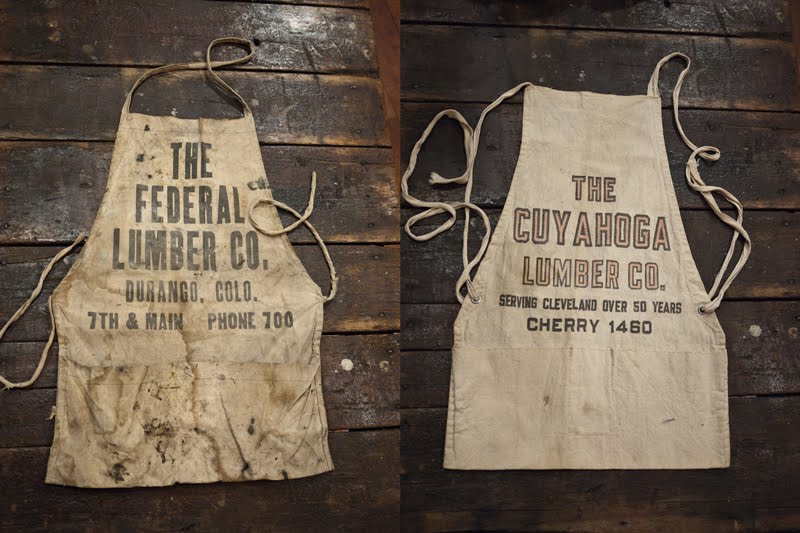 THE
FEDERAL
LUMBER CO.
DURANGO, COLO.
7TH & MAIN PHONE 700
THE
CUYAHOGA
LUMBER CO.
SERVING CLEVELAND OVER 50 YEARS
CHERRY 1460